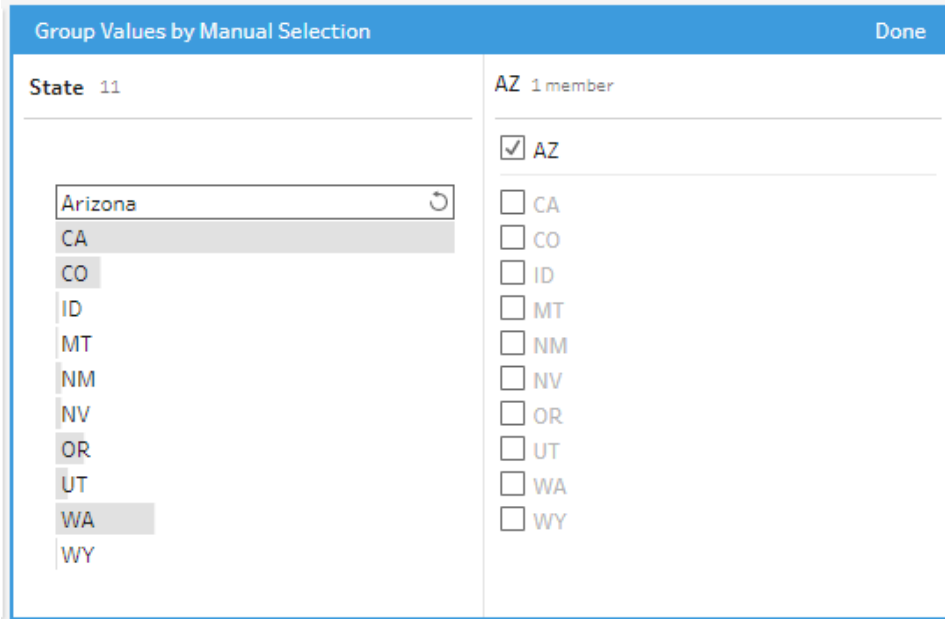 Group Values by Manual Selection Done
State 11
Arizona
CA
CO
ID
MT
NM
NV
OR
UT
WA
WY
AZ 1 member
AZ
CA
CO
ID
MT
NM
NV
OR
UT
WA
WY